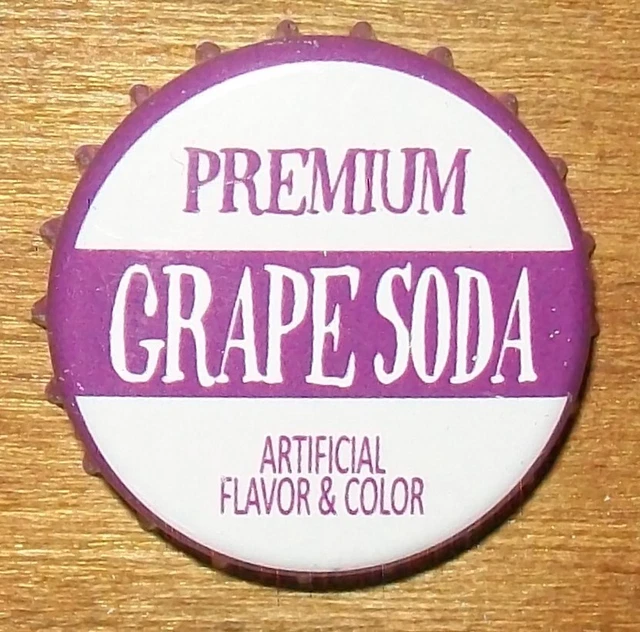 PREMIUM
GRAPE SODA
ARTIFICIAL
FLAVOR & COLOR